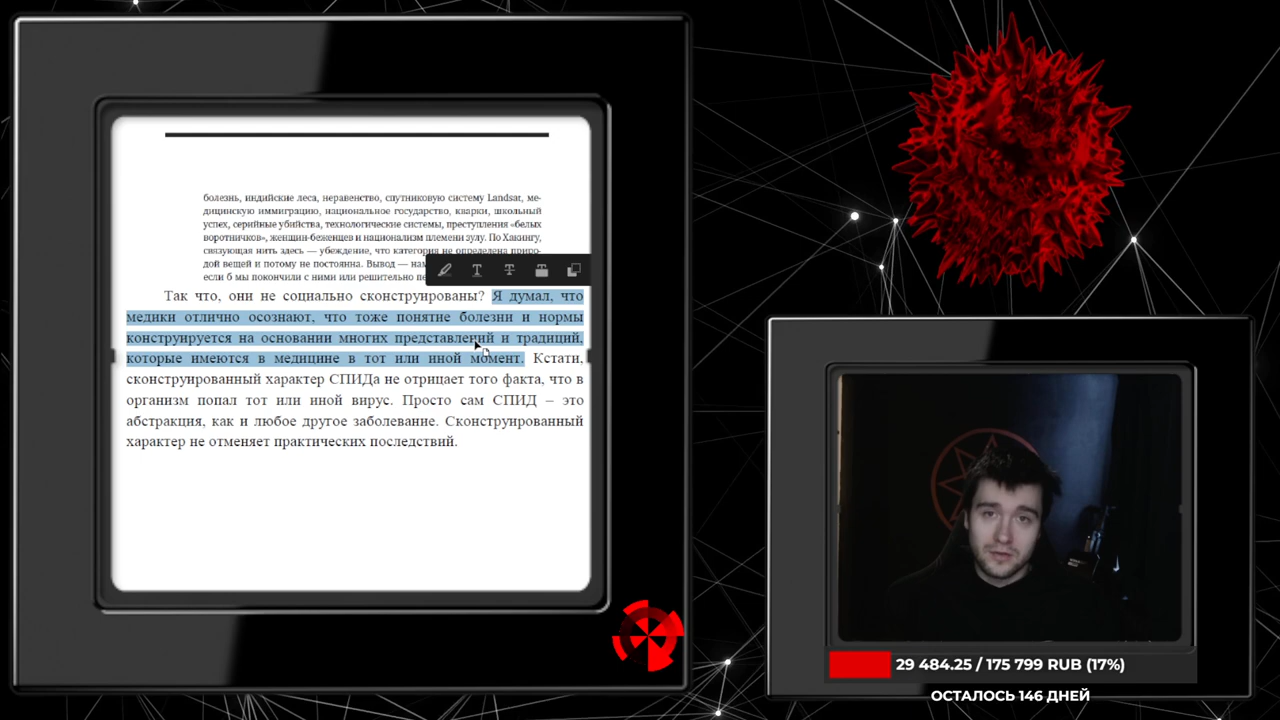 болезнь, индийские леса, неравенство, спутниковую систему Landsat, ме-
дицинскую иммиграцию, национальное государство, кварки, школьный
успех, серийные убийства, технологические системы, преступления «белых
воротничков», женщин-беженцев и национализм племени зулу. По Хакингу,
связующая нить здесь — убеждение, что категория не определена приро-
дой вещей и потому не постоянна. Вывод —
если б мы покончили с ними или решительно
Так что, они не социально сконструированы? Я думал, что
медики отлично осознают, что тоже понятие болезни и нормы
конструируется на основании многих представлений и традиций,
которые имеются в медицине в тот или иной момент. Кстати,
сконструированный характер СПИДа не отрицает того факта, что в
организм попал тот или иной вирус. Просто сам СПИД – это
абстракция, как и любое другое заболевание. Сконструированный
характер не отменяет практических последствий.
29 484.25 / 175 799 RUB (17%)
ОСТАЛОСЬ 146 ДНЕЙ